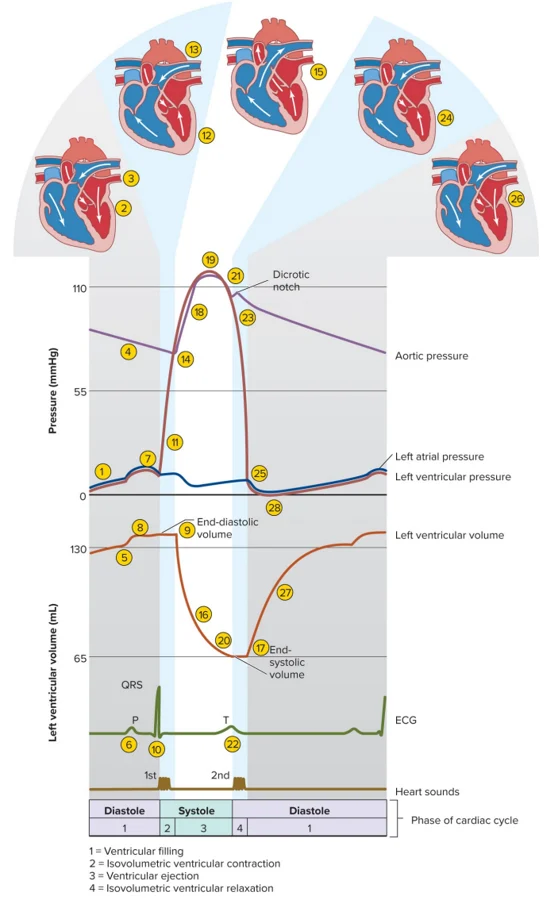 13
15
24
12
3
2
26
19
21
Dicrotic
notch
110
18
23
4
14
Aortic pressure
Pressure (mmHg)
55
11
7
1
25
Left atrial pressure
Left ventricular pressure
0
28
8
9
End-diastolic
volume
Left ventricular volume
130
5
27
16
20
17
End-
systolic
volume
65
Left ventricular volume (mL)
QRS
P
T
ECG
6
10
22
1st
2nd
Heart sounds
Diastole
Systole
Diastole
1
2
3
4
1
Phase of cardiac cycle
1 = Ventricular filling
2 = Isovolumetric ventricular contraction
3 = Ventricular ejection
4 = Isovolumetric ventricular relaxation